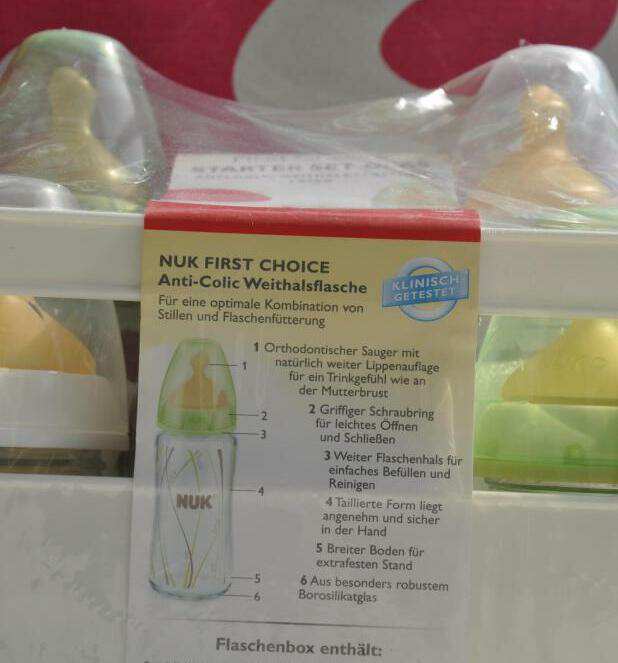 STARTER SET GLAS
NUK FIRST CHOICE
Anti-Colic Weithalsflasche
Für eine optimale Kombination von
Stillen und Flaschenfütterung
KLINISCH
GETESTET
1 Orthodontischer Sauger mit
natürlich weiter Lippenauflage
für ein Trinkgefühl wie an
der Mutterbrust
2 Griffiger Schraubring
für leichtes Öffnen
und Schließen
3 Weiter Flaschenhals für
einfaches Befüllen und
Reinigen
4 Taillierte Form liegt
angenehm und sicher
in der Hand
5 Breiter Boden für
extrafesten Stand
6 Aus besonders robustem
Borosilikatglas
1
2
3
4
5
6
NUK
Flaschenbox enthält: